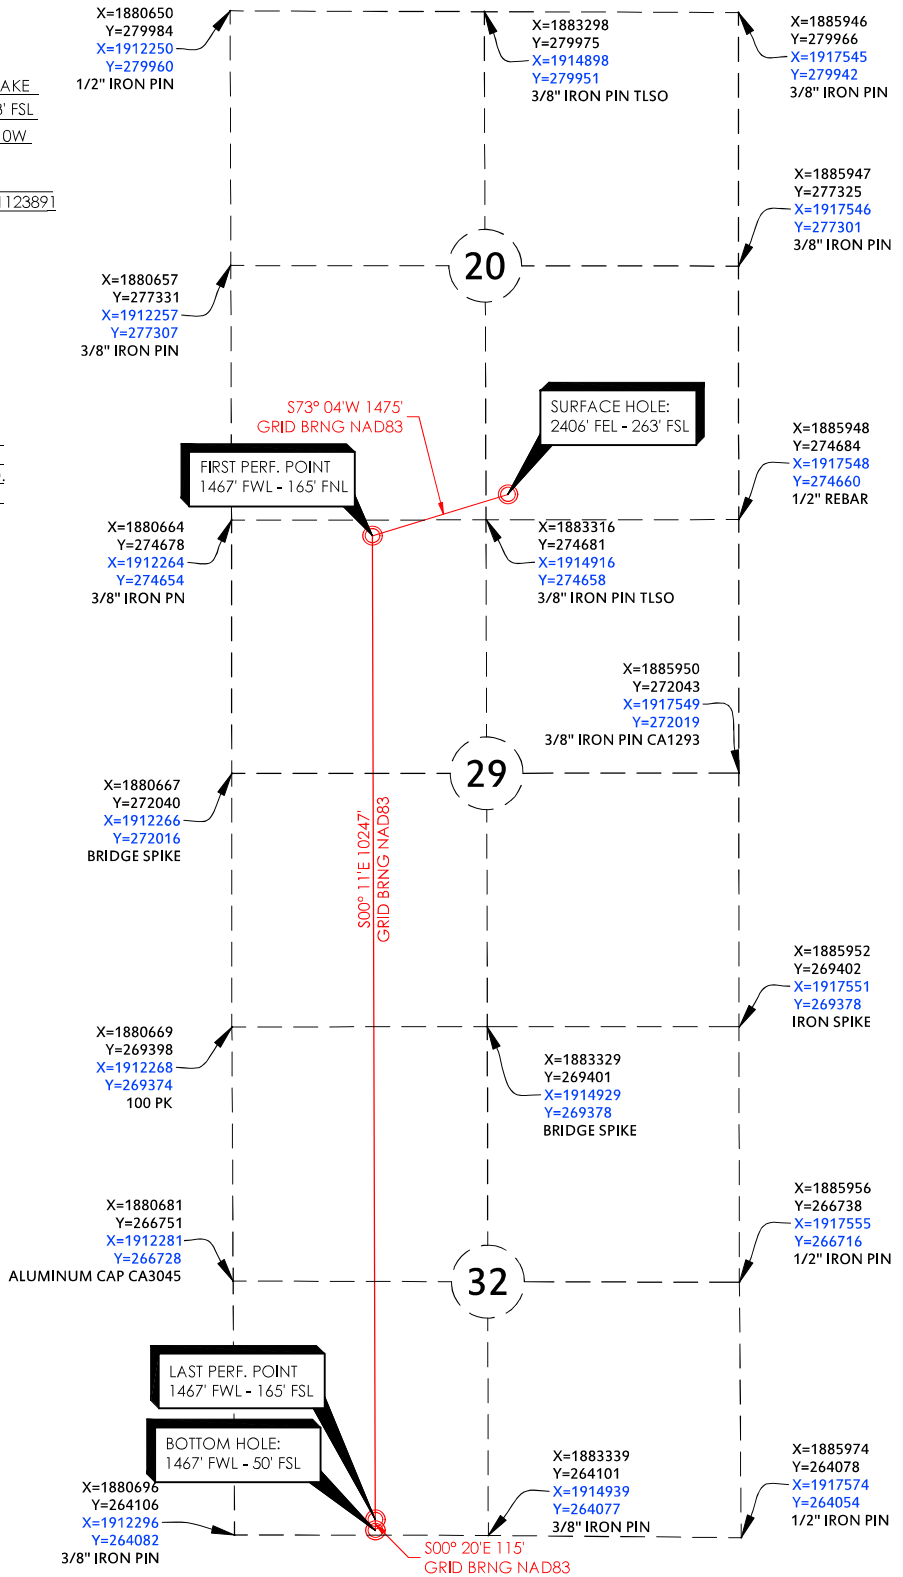 X=1880650
Y=279984
X=1912250
Y=279960
1/2" IRON PIN
X=1883298
Y=279975
X=1914898
Y=279951
3/8" IRON PIN TLSO
X=1885946
Y=279966
X=1917545
Y=279942
3/8" IRON PIN
AKE
' FSL
0W
1123891
X=1885947
Y=277325
X=1917546
Y=277301
3/8" IRON PIN
20
X=1880657
Y=277331
X=1912257
Y=277307
3/8" IRON PIN
S73° 04'W 1475'
GRID BRNG NAD83
SURFACE HOLE:
2406' FEL - 263' FSL
X=1885948
Y=274684
X=1917548
Y=274660
1/2" REBAR
FIRST PERF. POINT
1467' FWL - 165' FNL
X=1880664
Y=274678
X=1912264
Y=274654
3/8" IRON PN
X=1883316
Y=274681
X=1914916
Y=274658
3/8" IRON PIN TLSO
X=1885950
Y=272043
X=1917549
Y=272019
3/8" IRON PIN CA1293
29
X=1880667
Y=272040
X=1912266
Y=272016
BRIDGE SPIKE
S00° 11'E 10247'
GRID BRNG NAD83
X=1885952
Y=269402
X=1917551
Y=269378
IRON SPIKE
X=1880669
Y=269398
X=1912268
Y=269374
100 PK
X=1883329
Y=269401
X=1914929
Y=269378
BRIDGE SPIKE
X=1885956
Y=266738
X=1917555
Y=266716
1/2" IRON PIN
X=1880681
Y=266751
X=1912281
Y=266728
ALUMINUM CAP CA3045
32
LAST PERF. POINT
1467' FWL - 165' FSL
BOTTOM HOLE:
1467' FWL - 50' FSL
X=1880696
Y=264106
X=1912296
Y=264082
3/8" IRON PIN
X=1883339
Y=264101
X=1914939
Y=264077
3/8" IRON PIN
X=1885974
Y=264078
X=1917574
Y=264054
1/2" IRON PIN
S00° 20'E 115'
GRID BRNG NAD83